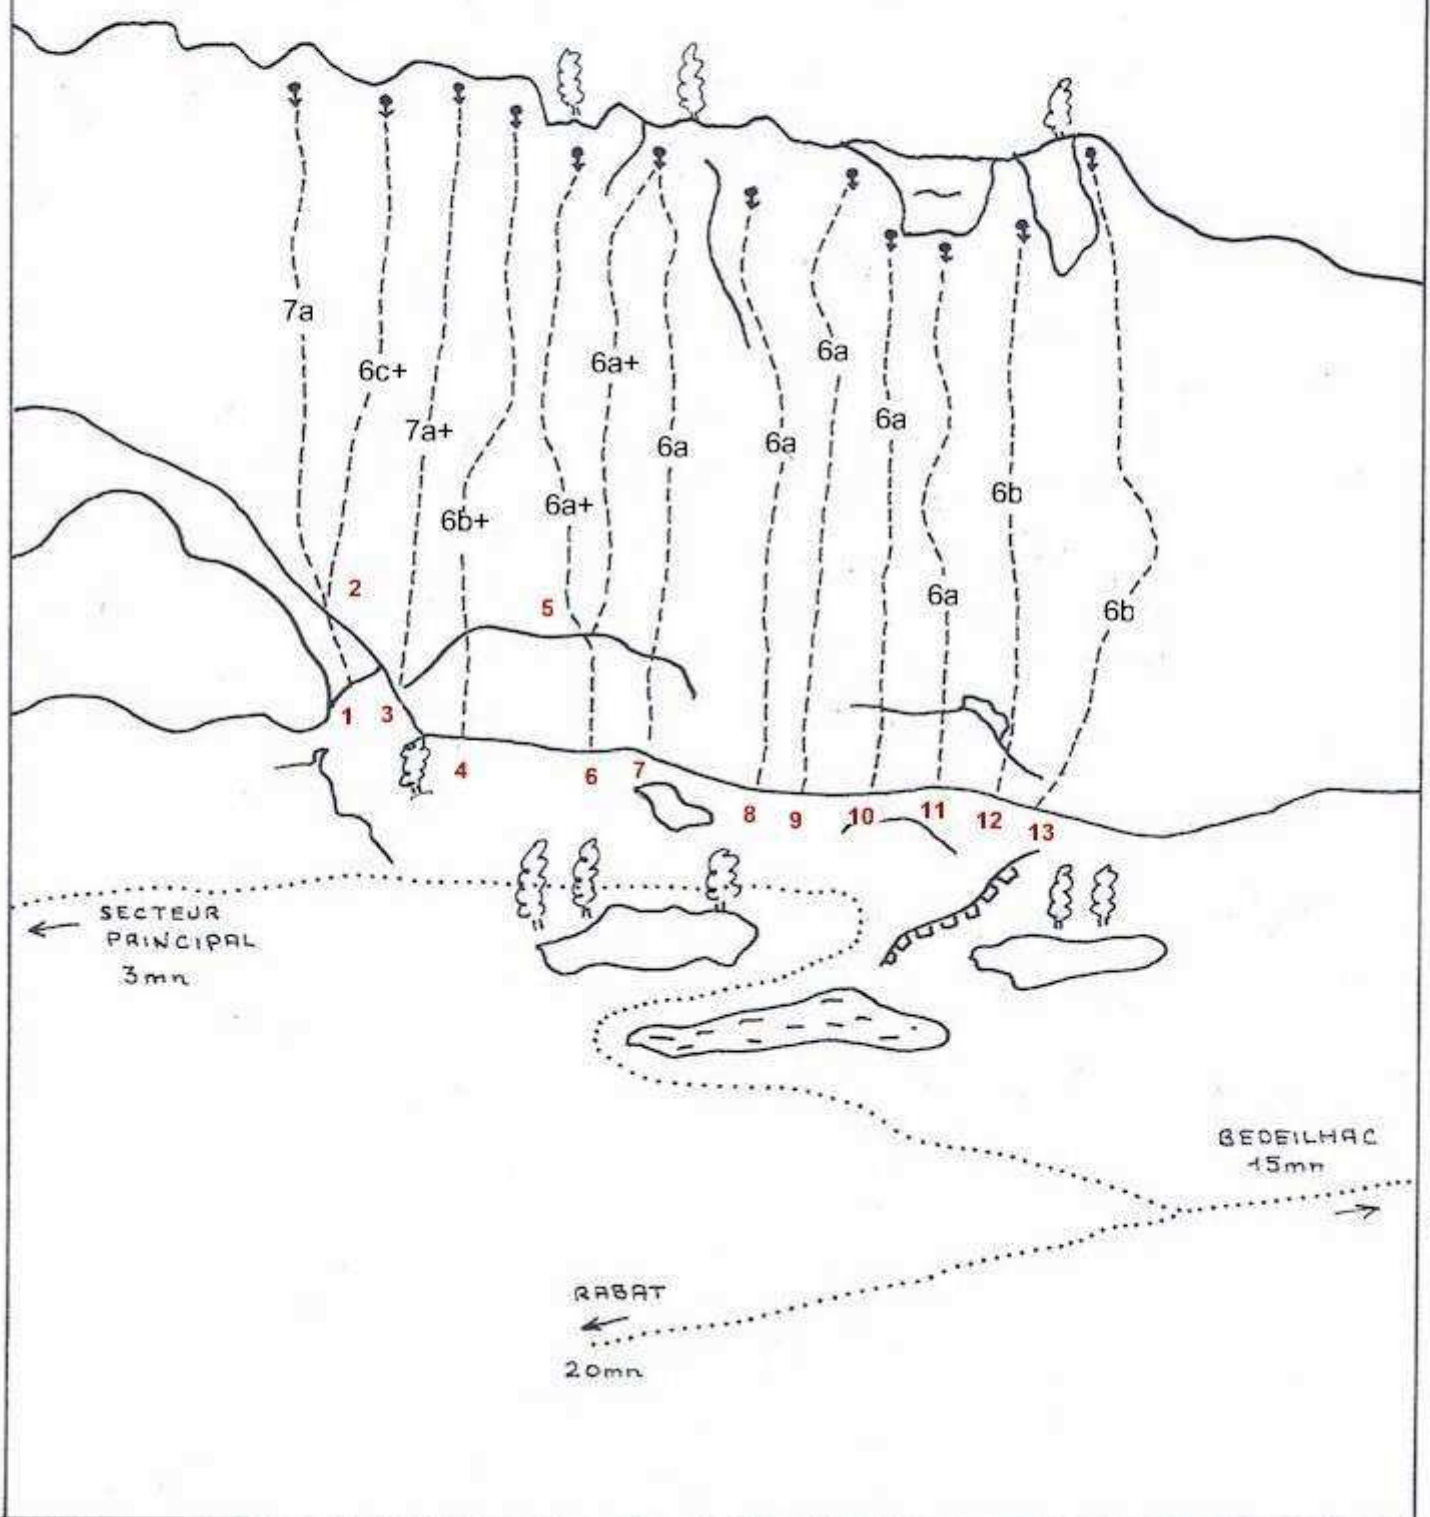 7a
6c+
7a+
6b+
6a+
6a+
6a
6a
6a
6a
6a
6b
6b
2
5
1
3
4
6
7
8
9
10
11
12
13
SECTEUR
PRINCIPAL
3mn
BEDEILHAC
15mn
RABAT
20mn